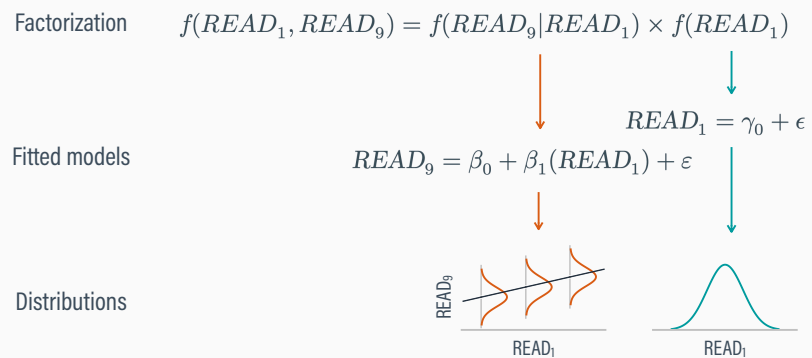 Factorization f(READ₁, READ₉) = f(READ₉|READ₁) × f(READ₁)
READ₁ = γ₀ + ϵ
Fitted models READ₉ = β₀ + β₁(READ₁) + ε
Distributions
READ₉
READ₁ READ₁